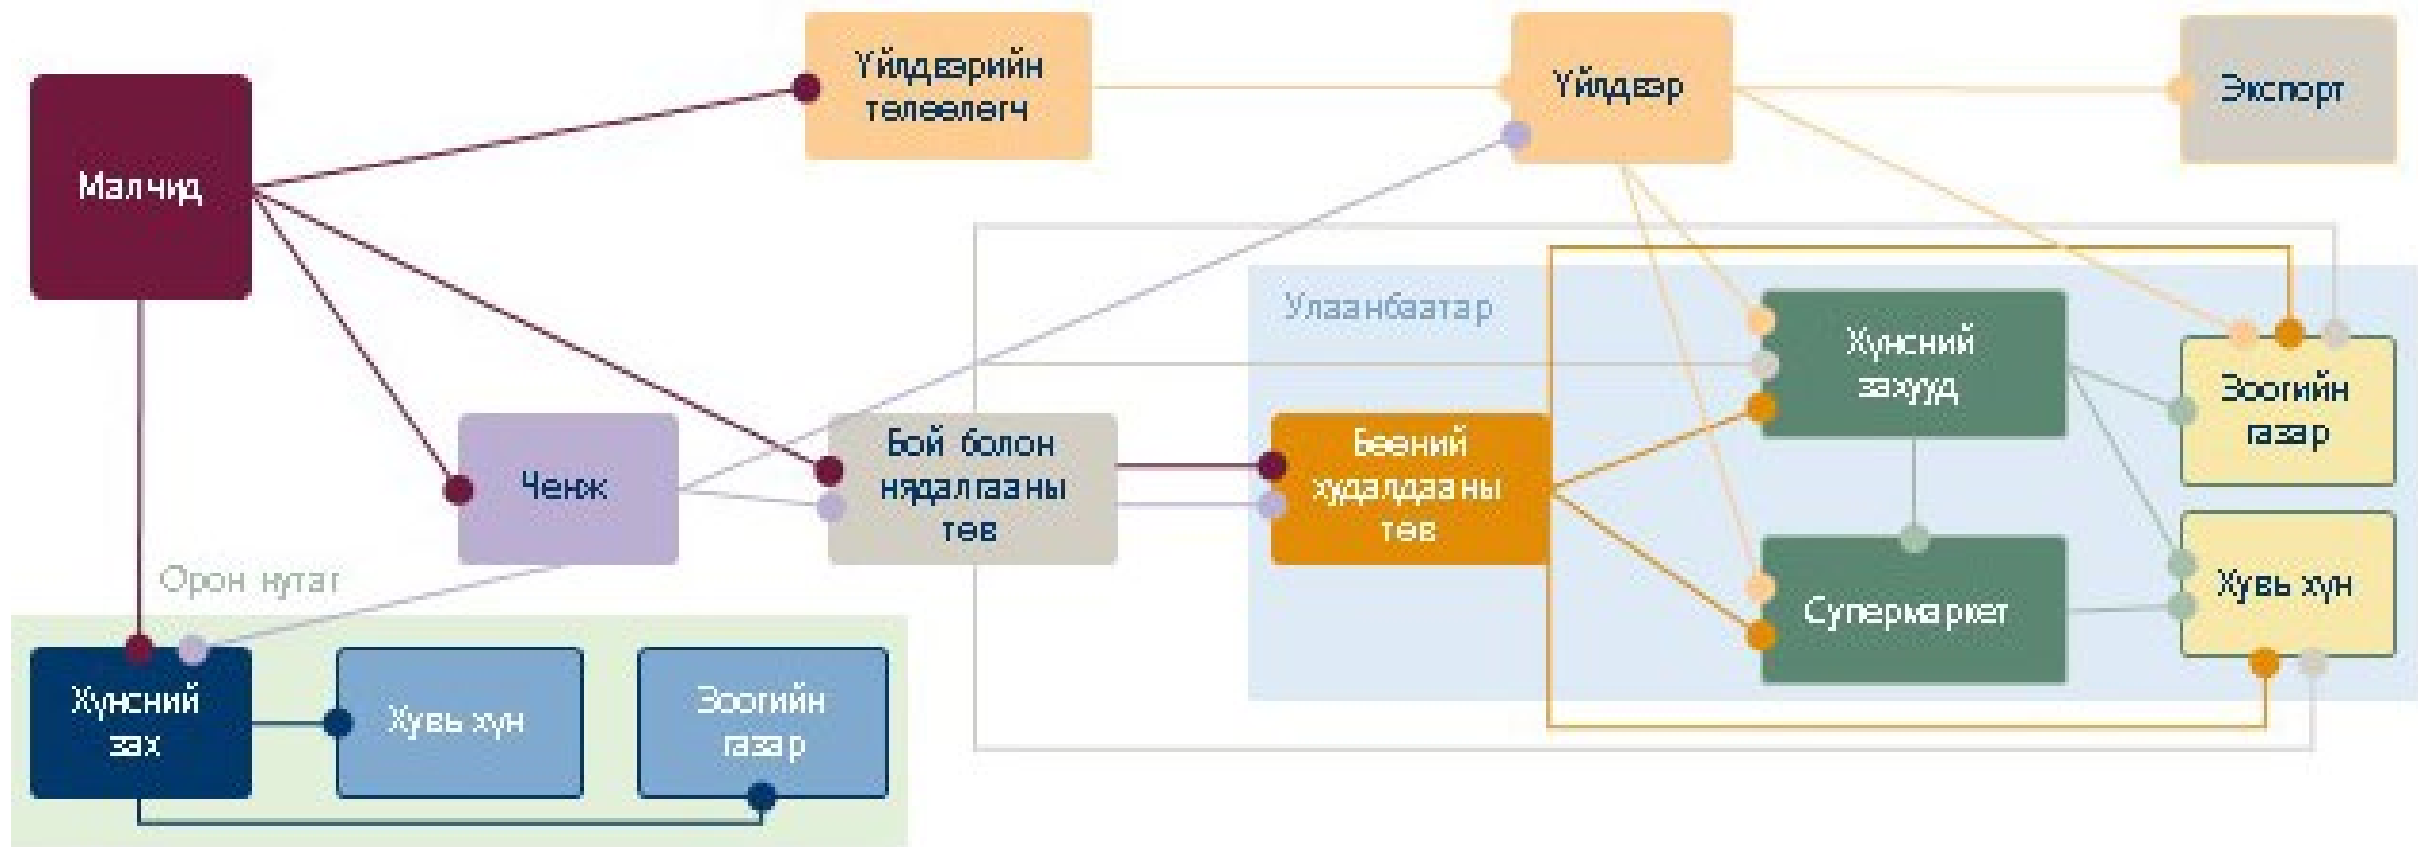 Үйлдвэрийн
төлөөлөгч
Үйлдвэр
Экспорт
Малчид
Улаанбаатар
Хүнсний
захууд
Зоогийн
газар
Ченж
Бой болон
нядалгааны
төв
Бөөний
худалдааны
төв
Супермаркет
Хувь хүн
Орон нутаг
Хүнсний
зах
Хувь хүн
Зоогийн
газар